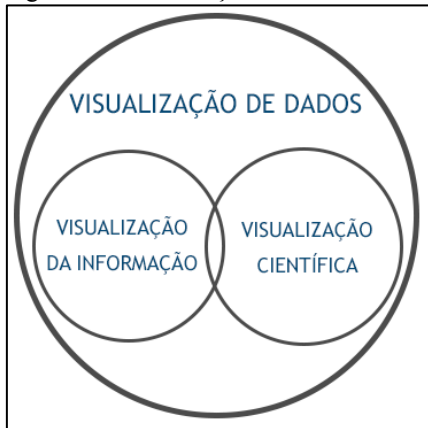 VISUALIZAÇÃO DE DADOS
VISUALIZAÇÃO
DA INFORMAÇÃO
VISUALIZAÇÃO
CIENTÍFICA